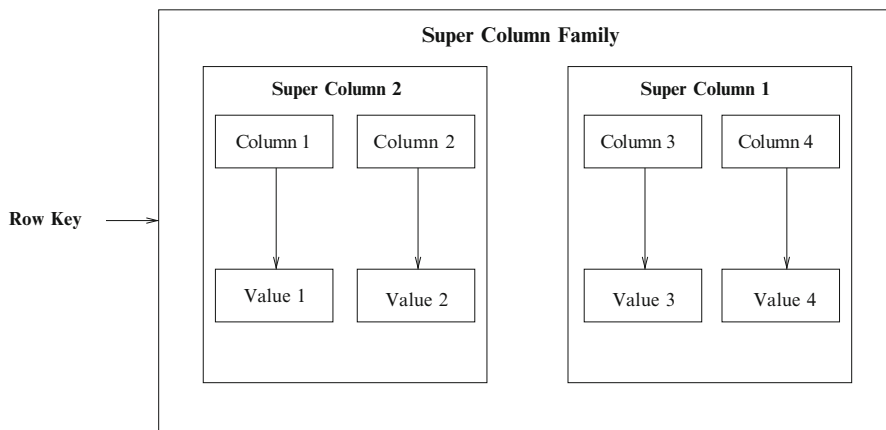 Super Column Family
Super Column 2
Super Column 1
Column 1
Column 2
Column 3
Column 4
Row Key
Value 1
Value 2
Value 3
Value 4